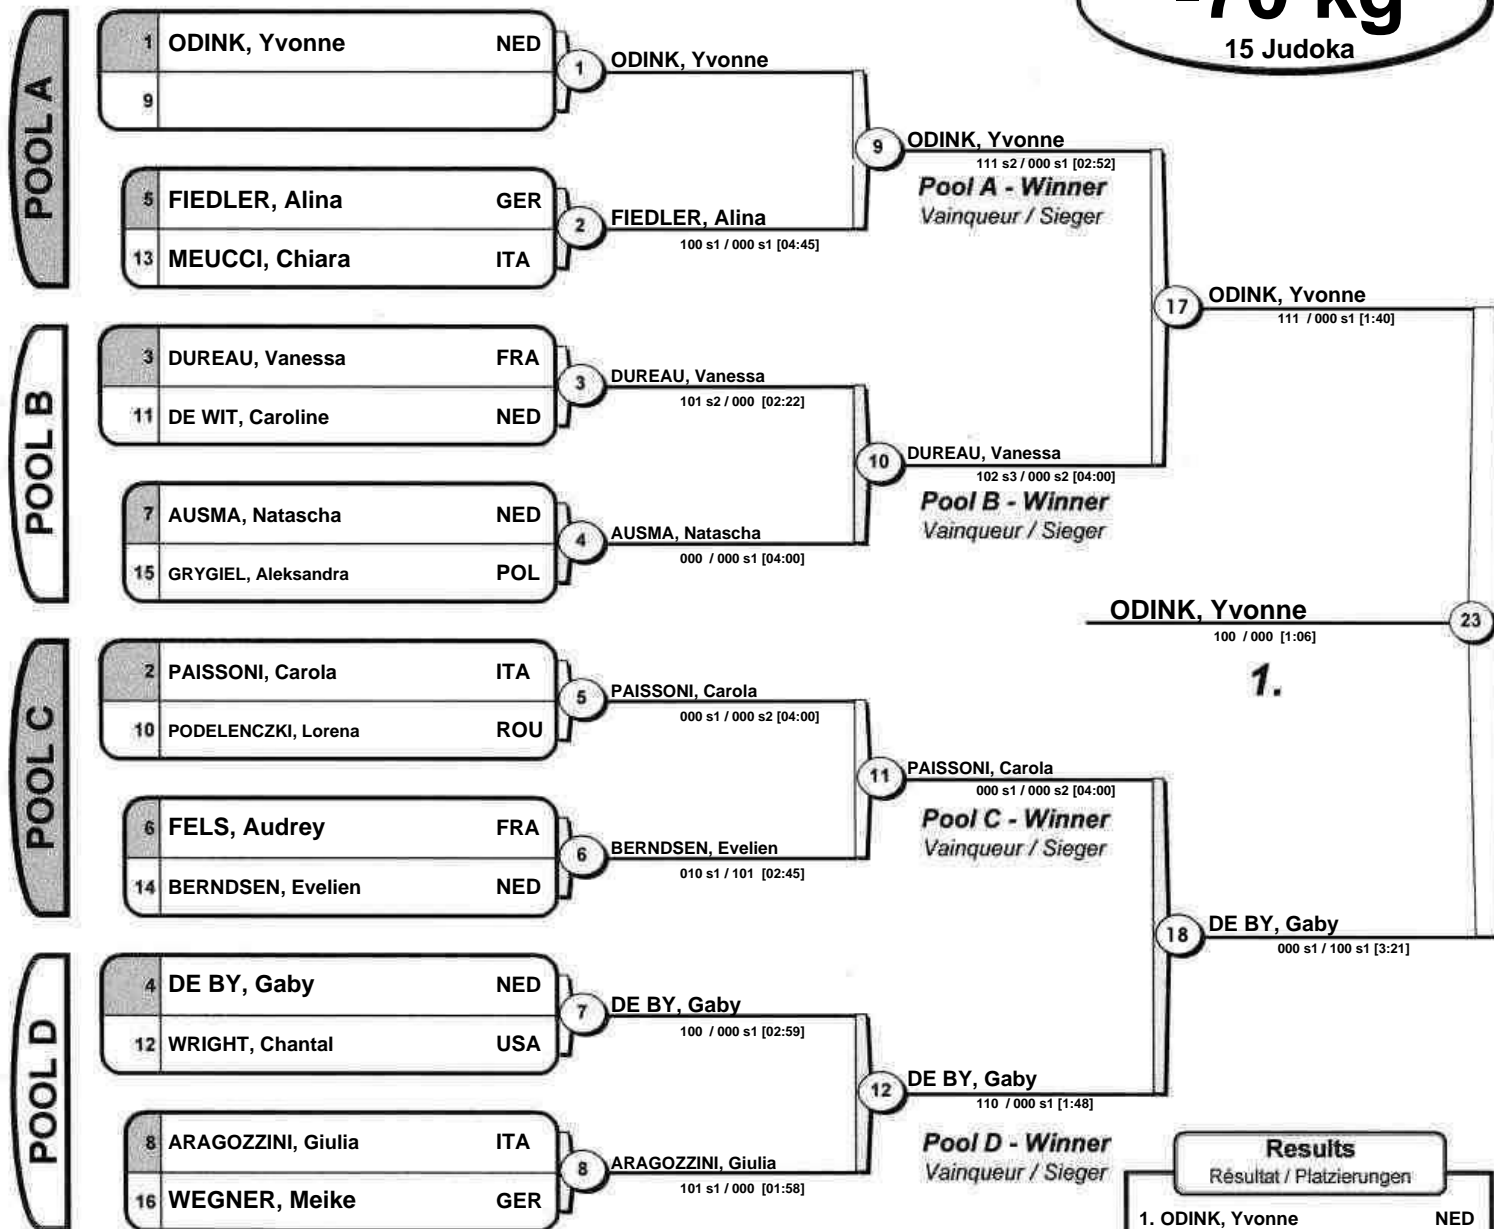 -70 kg
15 Judoka
POOL A
1 ODINK, Yvonne NED
9
5 FIEDLER, Alina GER
13 MEUCCI, Chiara ITA
1 ODINK, Yvonne
2 FIEDLER, Alina
100 s1 / 000 s1 [04:45]
9 ODINK, Yvonne
111 s2 / 000 s1 [02:52]
Pool A - Winner
Vainqueur / Sieger
POOL B
3 DUREAU, Vanessa FRA
11 DE WIT, Caroline NED
7 AUSMA, Natascha NED
15 GRYGIEL, Aleksandra POL
3 DUREAU, Vanessa
101 s2 / 000 [02:22]
4 AUSMA, Natascha
000 / 000 s1 [04:00]
10 DUREAU, Vanessa
102 s3 / 000 s2 [04:00]
Pool B - Winner
Vainqueur / Sieger
17 ODINK, Yvonne
111 / 000 s1 [1:40]
ODINK, Yvonne 23
100 / 000 [1:06]
1.
POOL C
2 PAISSONI, Carola ITA
10 PODELENCZKI, Lorena ROU
6 FELS, Audrey FRA
14 BERNDSEN, Evelien NED
5 PAISSONI, Carola
000 s1 / 000 s2 [04:00]
6 BERNDSEN, Evelien
010 s1 / 101 [02:45]
11 PAISSONI, Carola
000 s1 / 000 s2 [04:00]
Pool C - Winner
Vainqueur / Sieger
18 DE BY, Gaby
000 s1 / 100 s1 [3:21]
POOL D
4 DE BY, Gaby NED
12 WRIGHT, Chantal USA
8 ARAGOZZINI, Giulia ITA
16 WEGNER, Meike GER
7 DE BY, Gaby
100 / 000 s1 [02:59]
8 ARAGOZZINI, Giulia
101 s1 / 000 [01:58]
12 DE BY, Gaby
110 / 000 s1 [1:48]
Pool D - Winner
Vainqueur / Sieger
Results
Résultat / Platzierungen
1. ODINK, Yvonne NED